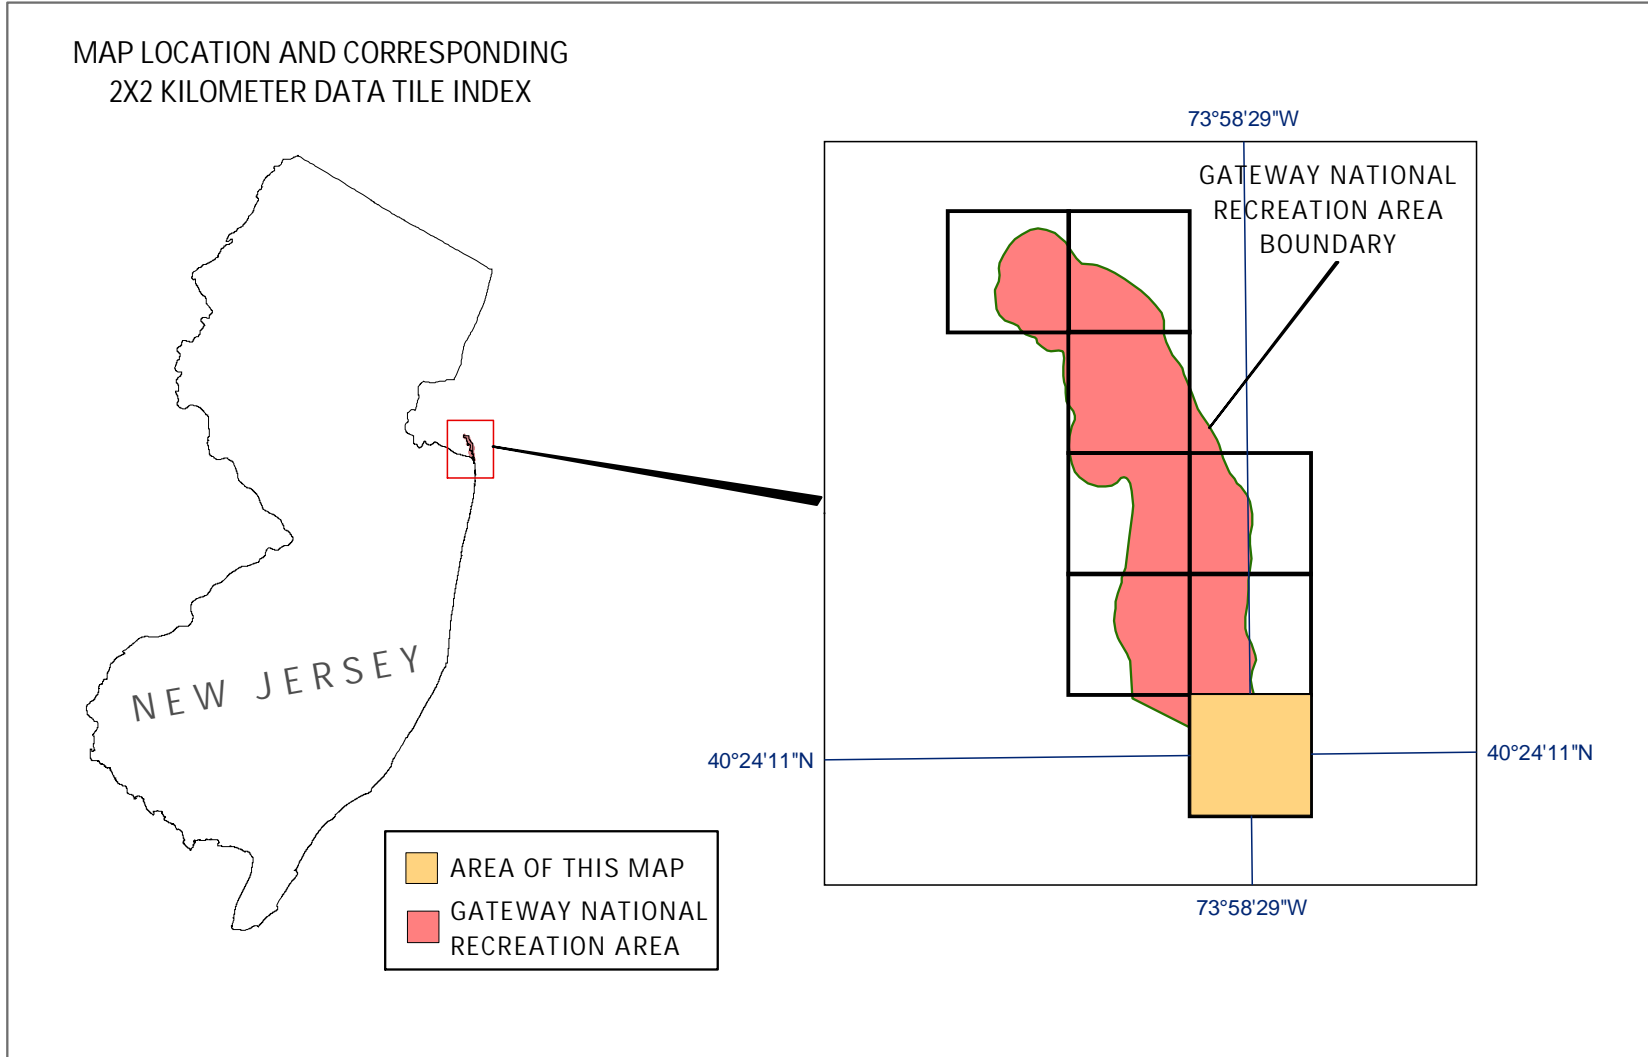 MAP LOCATION AND CORRESPONDING
2X2 KILOMETER DATA TILE INDEX
73°58'29"W
GATEWAY NATIONAL
RECREATION AREA
BOUNDARY
NEW JERSEY
40°24'11"N
40°24'11"N
AREA OF THIS MAP
GATEWAY NATIONAL
RECREATION AREA
73°58'29"W